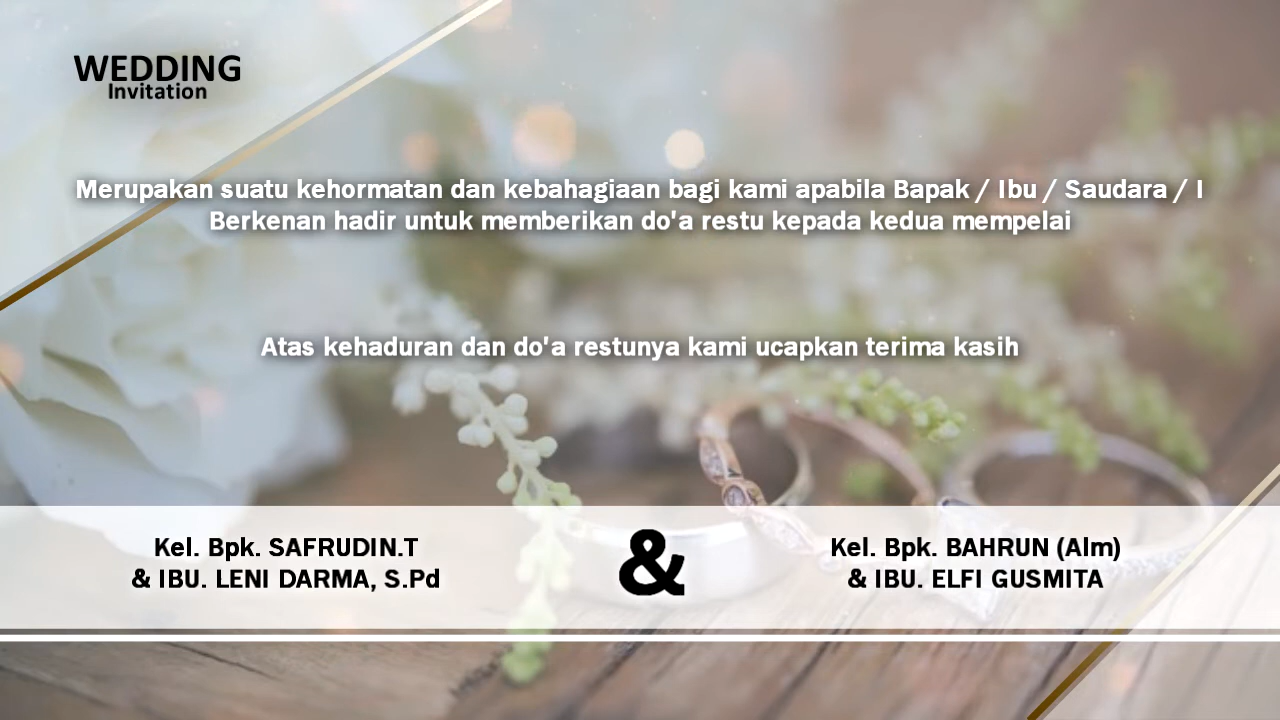 WEDDING
Invitation
Merupakan suatu kehormatan dan kebahagiaan bagi kami apabila Bapak / Ibu / Saudara / I
Berkenan hadir untuk memberikan do'a restu kepada kedua mempelai
Atas kehaduran dan do'a restunya kami ucapkan terima kasih
Kel. Bpk. SAFRUDIN.T
& IBU. LENI DARMA, S.Pd
&
Kel. Bpk. BAHRUN (Alm)
& IBU. ELFI GUSMITA